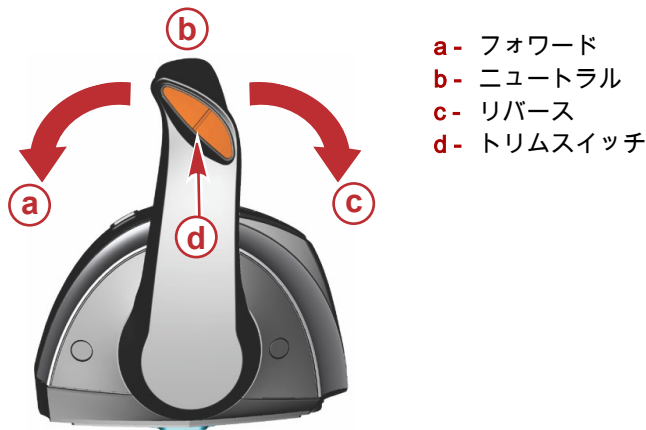 b
a
c
d
a - フォワード
b - ニュートラル
c - リバース
d - トリムスイッチ